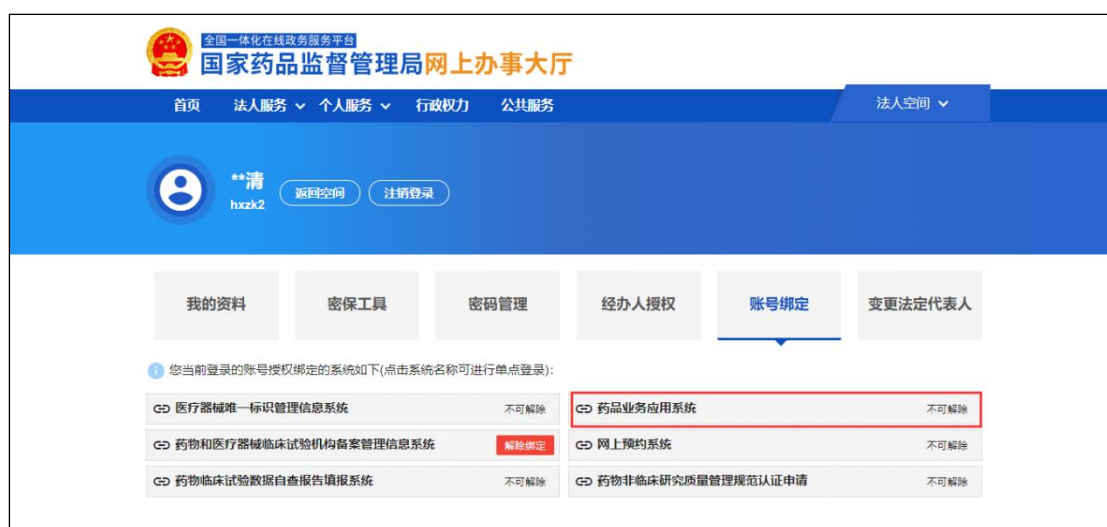 全国一体化在线政务服务平台
国家药品监督管理局网上办事大厅
首页 法人服务 个人服务 行政权力 公共服务 法人空间
**清
hxzk2
返回空间 注销登录
我的资料 密保工具 密码管理 经办人授权 账号绑定 变更法定代表人
您当前登录的账号授权绑定的系统如下(点击系统名称可进行单点登录):
医疗器械唯一标识管理信息系统 不可解除 药品业务应用系统 不可解除
药物和医疗器械临床试验机构备案管理信息系统 解除绑定 网上预约系统 不可解除
药物临床试验数据自查报告填报系统 不可解除 药物非临床研究质量管理规范认证申请 不可解除